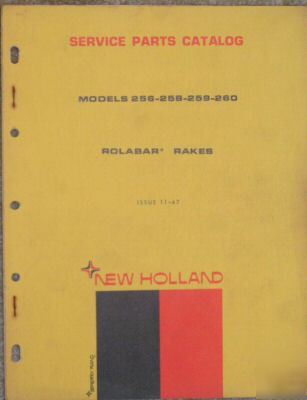 SERVICE PARTS CATALOG
MODELS 256-258-259-260
ROLABAR® RAKES
ISSUE 11-67
NEW HOLLAND